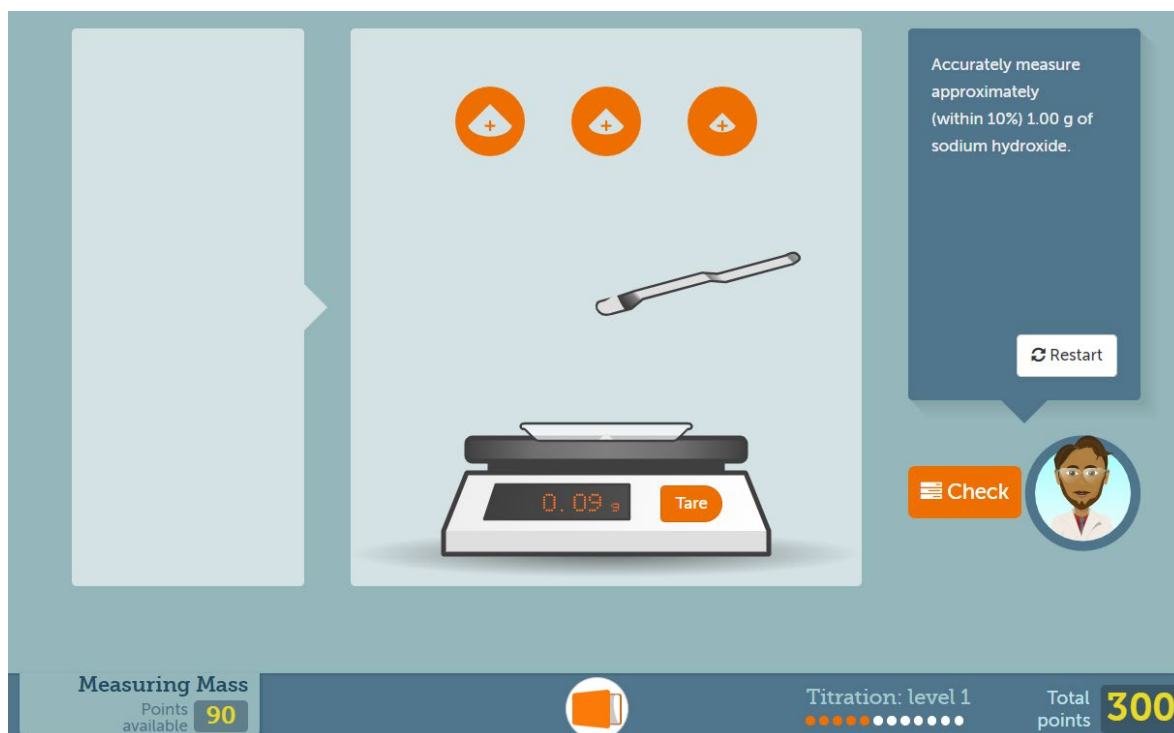 Accurately measure
approximately
(within 10%) 1.00 g of
sodium hydroxide.
Restart
+
+
+
0.09 g
Tare
Check
Measuring Mass
Points
available
90
Titration: level 1
Total
points
300